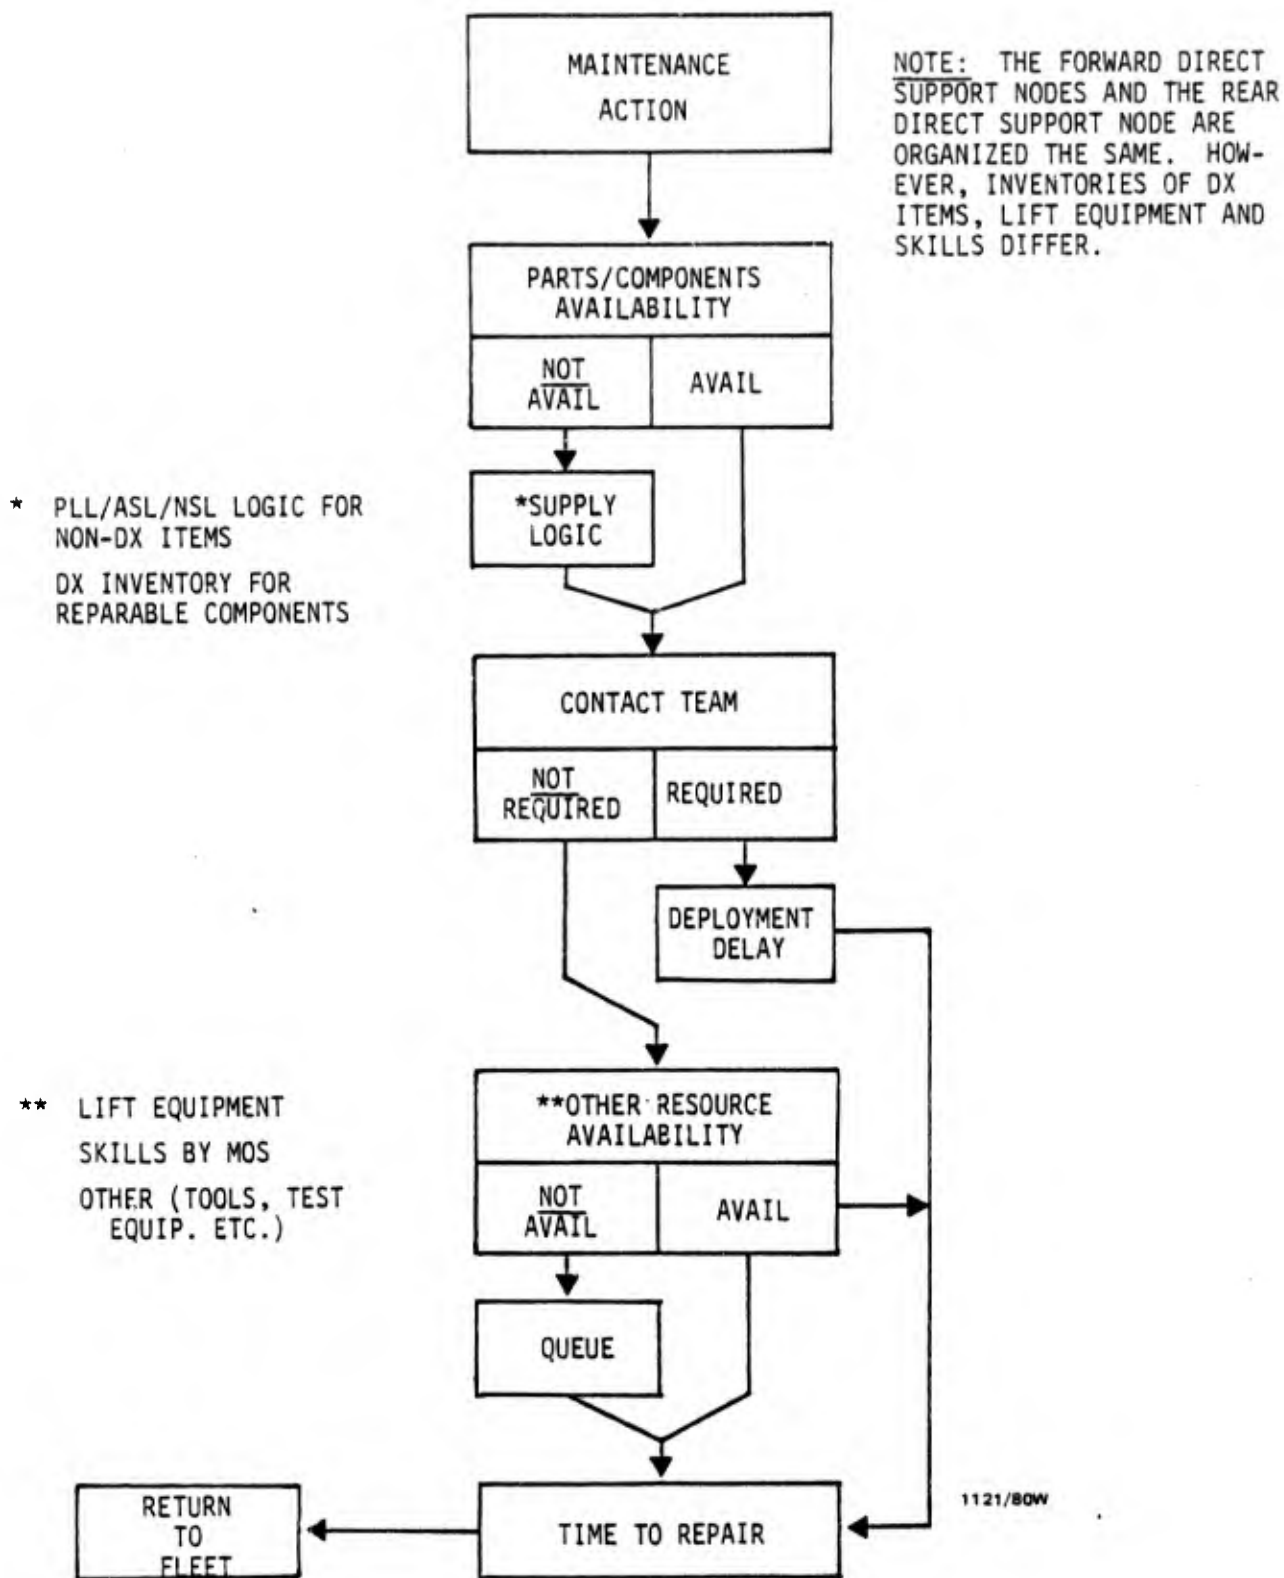 MAINTENANCE
ACTION
NOTE: THE FORWARD DIRECT
SUPPORT NODES AND THE REAR
DIRECT SUPPORT NODE ARE
ORGANIZED THE SAME. HOW-
EVER, INVENTORIES OF DX
ITEMS, LIFT EQUIPMENT AND
SKILLS DIFFER.
PARTS/COMPONENTS
AVAILABILITY
NOT
AVAIL
AVAIL
* PLL/ASL/NSL LOGIC FOR
NON-DX ITEMS
DX INVENTORY FOR
REPARABLE COMPONENTS
*SUPPLY
LOGIC
CONTACT TEAM
NOT
REQUIRED
REQUIRED
DEPLOYMENT
DELAY
** LIFT EQUIPMENT
SKILLS BY MOS
OTHER (TOOLS, TEST
EQUIP. ETC.)
**OTHER RESOURCE
AVAILABILITY
NOT
AVAIL
AVAIL
QUEUE
RETURN
TO
FLEET
TIME TO REPAIR
1121/80W